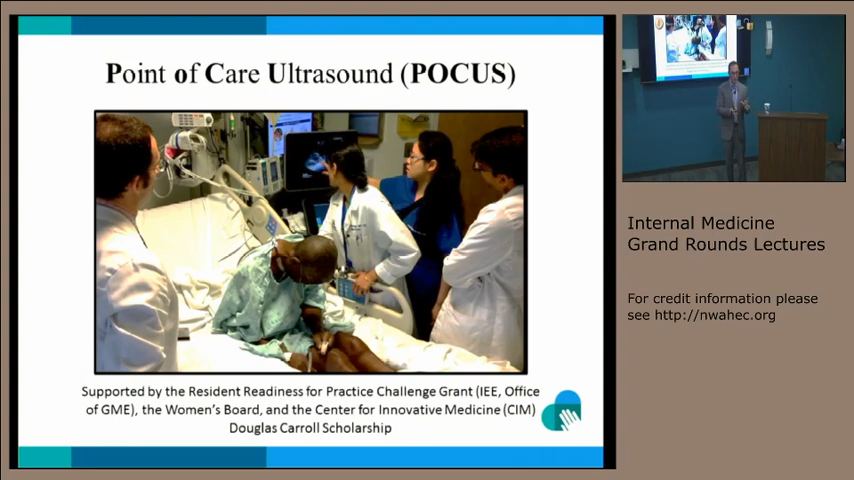 Point of Care Ultrasound (POCUS)
Supported by the Resident Readiness for Practice Challenge Grant (IEE, Office
of GME), the Women's Board, and the Center for Innovative Medicine (CIM)
Douglas Carroll Scholarship
Internal Medicine
Grand Rounds Lectures
For credit information please
see http://nwahec.org